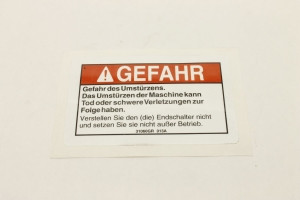 GEFAHR
Gefahr des Umstürzens.
Das Umstürzen der Maschine kann
Tod oder schwere Verletzungen zur
Folge haben.
Verstellen Sie den (die) Endschalter nicht
und setzen Sie sie nicht außer Betrieb.